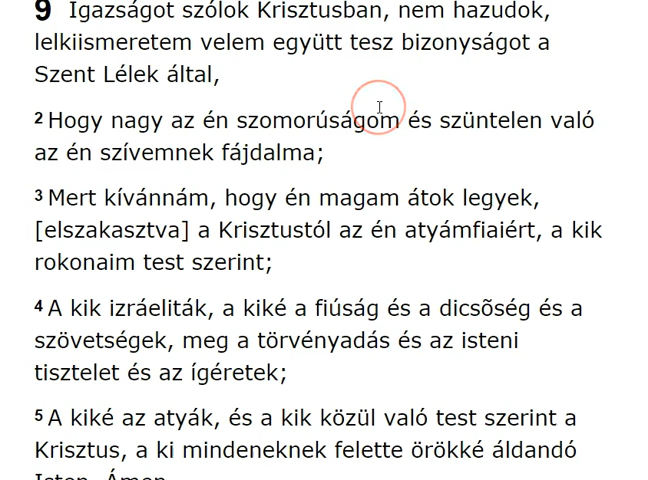 9 Igazságot szólok Krisztusban, nem hazudok,
lelkiismeretem velem együtt tesz bizonyságot a
Szent Lélek által,
2 Hogy nagy az én szomorúságom és szüntelen való
az én szívemnek fájdalma;
3 Mert kívánnám, hogy én magam átok legyek,
[elszakasztva] a Krisztustól az én atyámfiaiért, a kik
rokonaim test szerint;
4 A kik izráeliták, a kiké a fiúság és a dicsõség és a
szövetségek, meg a törvényadás és az isteni
tisztelet és az ígéretek;
5 A kiké az atyák, és a kik közül való test szerint a
Krisztus, a ki mindeneknek felette örökké áldandó
Isten. Ámen